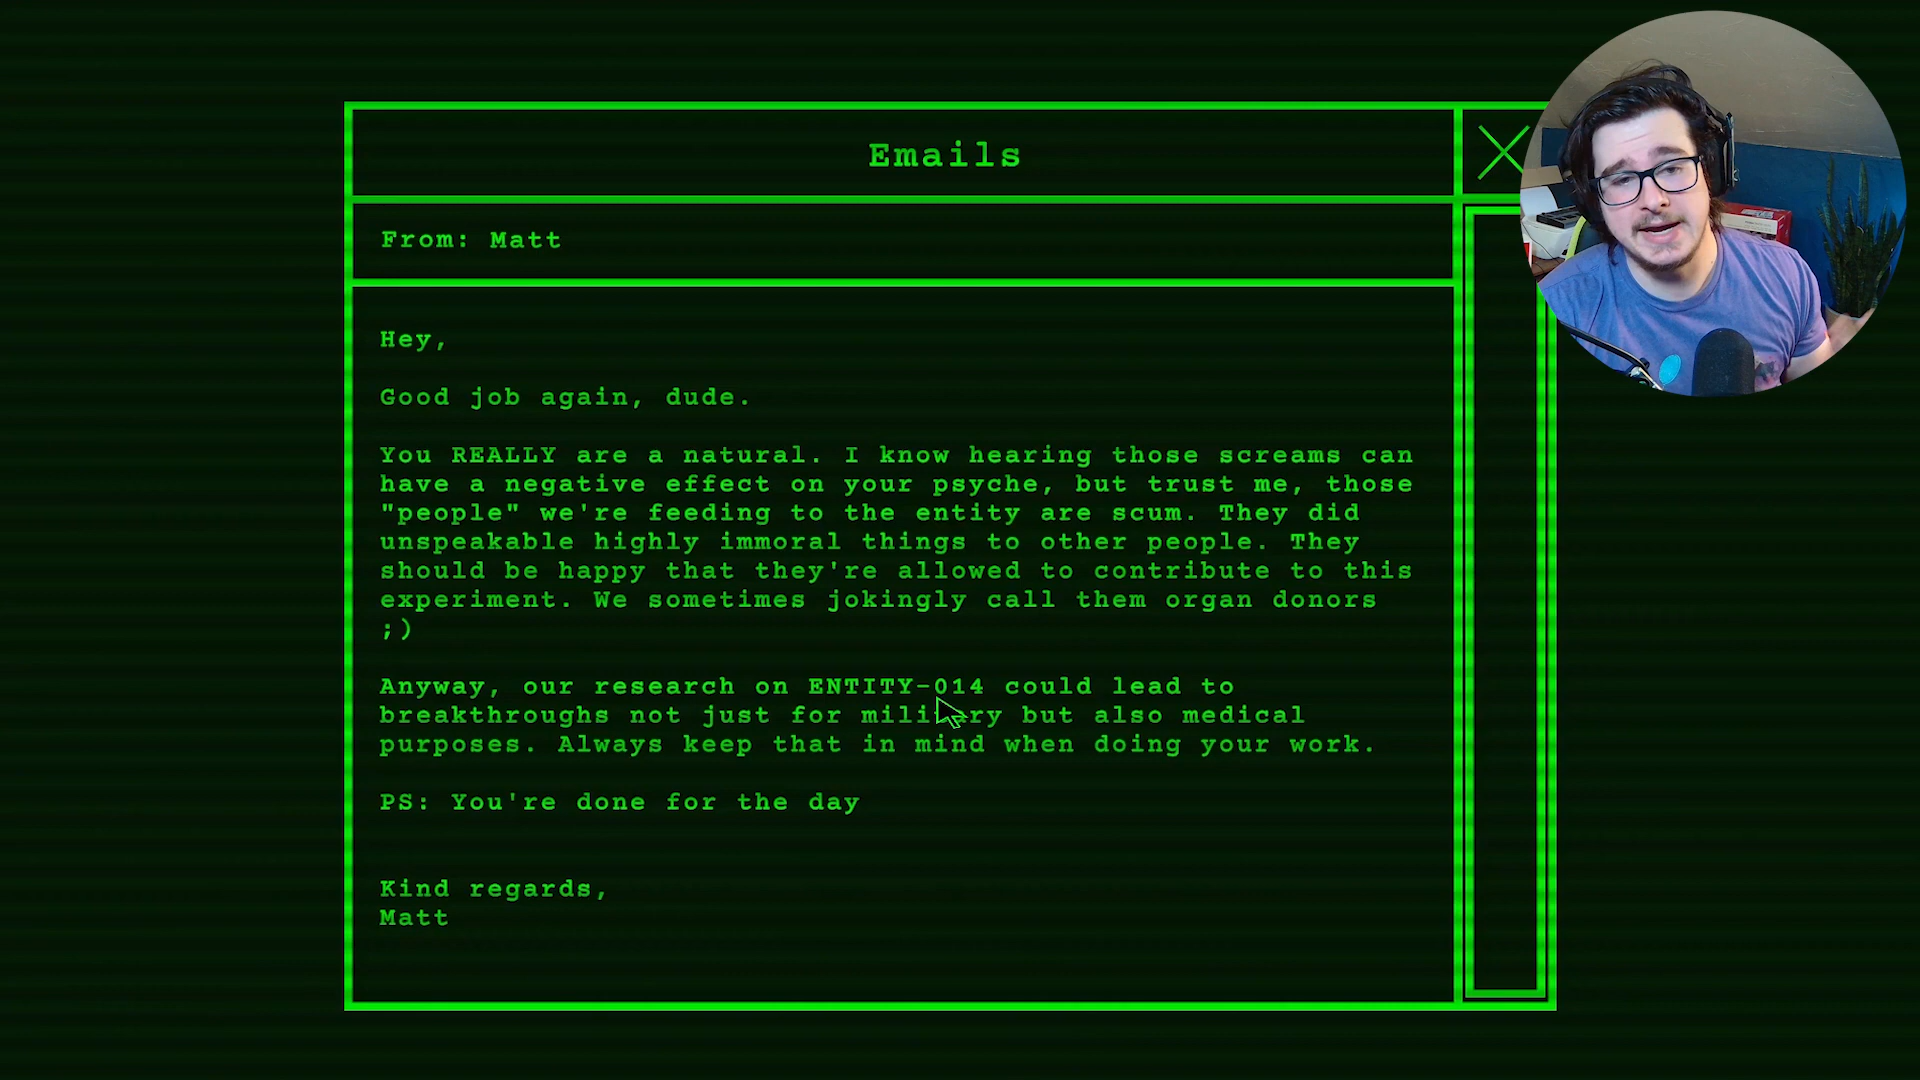 Emails
From: Matt
Hey,
Good job again, dude.
You REALLY are a natural. I know hearing those screams can
have a negative effect on your psyche, but trust me, those
"people" we're feeding to the entity are scum. They did
unspeakable highly immoral things to other people. They
should be happy that they're allowed to contribute to this
experiment. We sometimes jokingly call them organ donors
;)
Anyway, our research on ENTITY-014 could lead to
breakthroughs not just for military but also medical
purposes. Always keep that in mind when doing your work.
PS: You're done for the day
Kind regards,
Matt